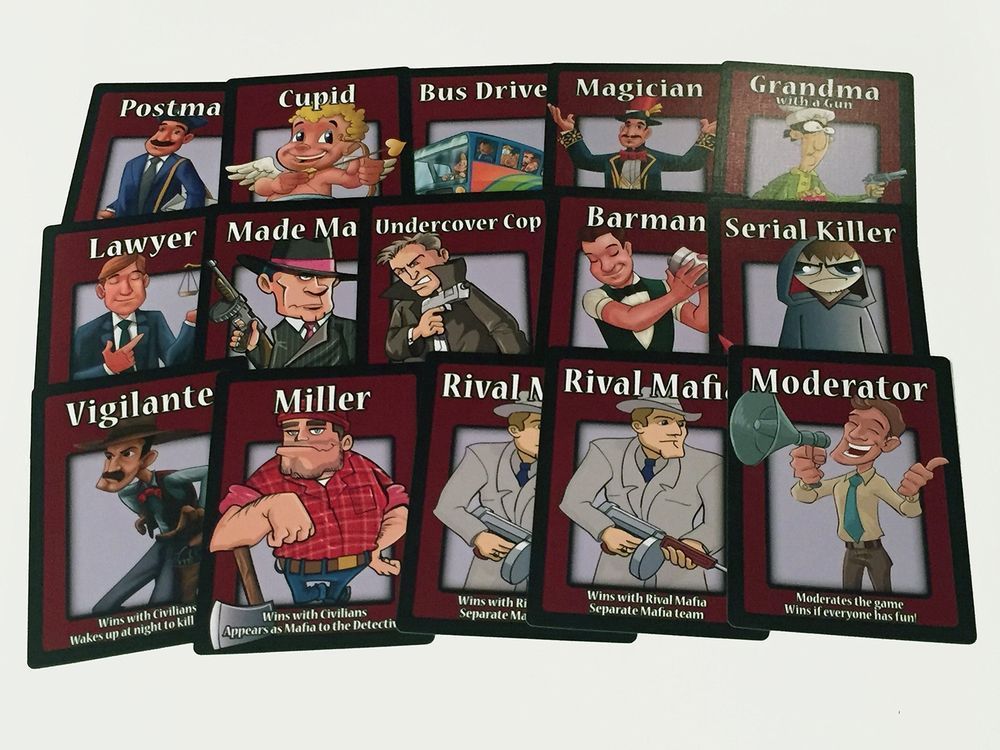 Postma
Cupid
Bus Drive
Magician
Grandma
with a Gun
Lawyer
Made Ma
Undercover Cop
Barman
Serial Killer
Vigilante
Wins with Civilians
Wakes up at night to kill
Miller
Wins with Civilians
Appears as Mafia to the Detectiv
Rival M
Wins with Ri
Separate Ma
Rival Mafi
Wins with Rival Mafia
Separate Mafia team
Moderator
Moderates the game
Wins if everyone has fun!